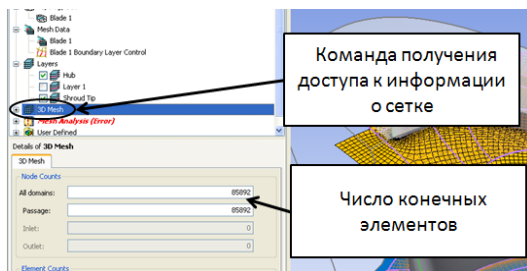 Blade 1
Mesh Data
Blade 1
Blade 1 Boundary Layer Control
Layers
Hub
Layer 1
Shroud Tip
3D Mesh
Mesh Analysis (Error)
User Defined
Details of 3D Mesh
3D Mesh
Node Counts
All domains: 85892
Passage: 85892
Inlet: 0
Outlet: 0
Element Counts
Команда получения
доступа к информации
о сетке
Число конечных
элементов